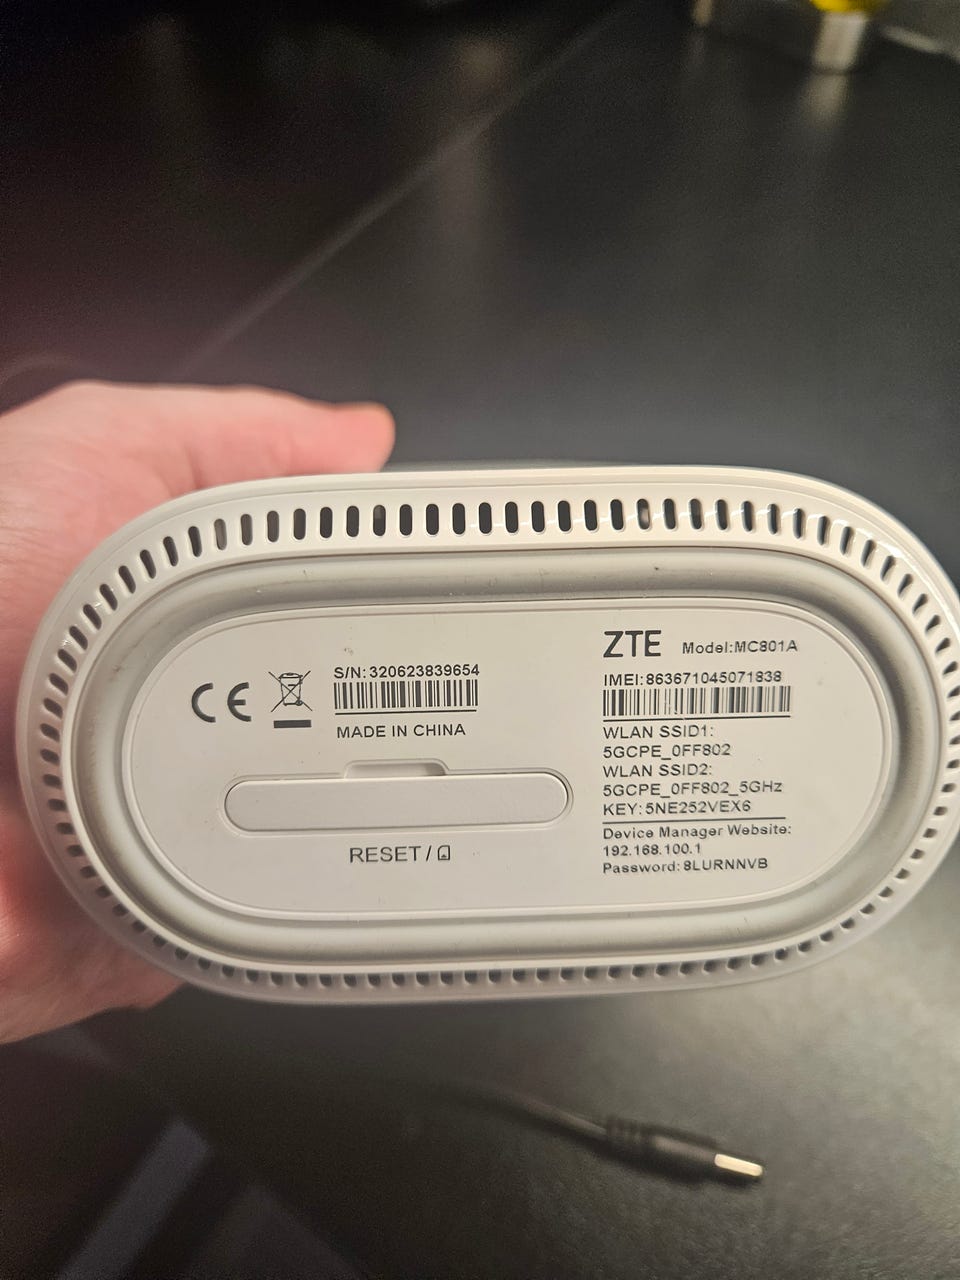 CE
S/N: 320623839654
MADE IN CHINA
RESET /
ZTE Model:MC801A
IMEI:863671045071838
WLAN SSID1:
5GCPE_0FF802
WLAN SSID2:
5GCPE_0FF802_5GHz
KEY: 5NE252VEX6
Device Manager Website:
192.168.100.1
Password: 8LURNNVB